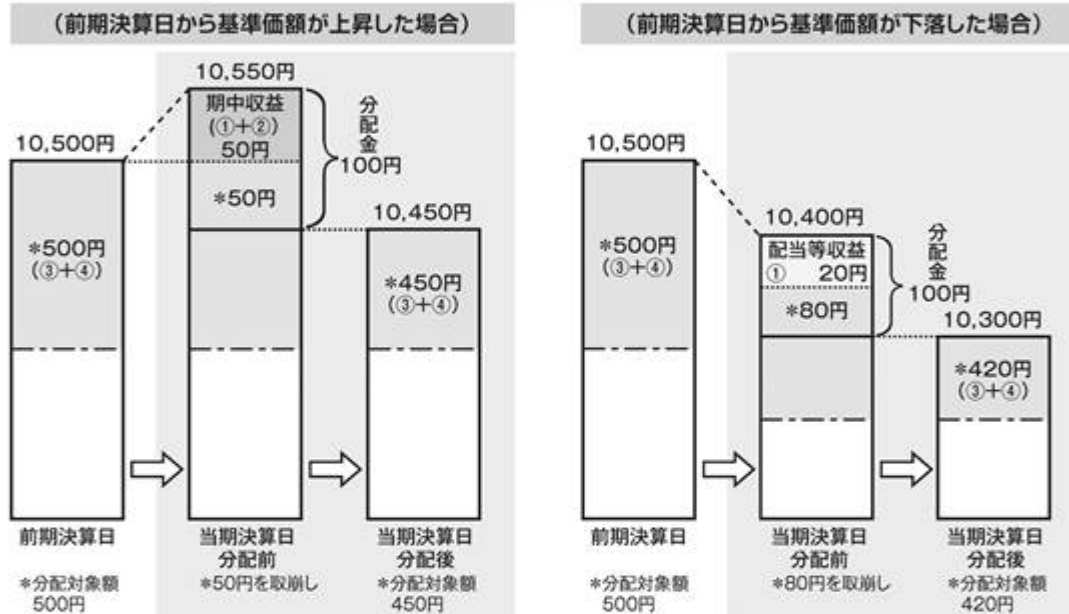 (前期決算日から基準価額が上昇した場合)
10,550円
期中収益
(①+②)
50円
*50円
分配金
100円
10,500円
*500円
(③+④)
10,450円
*450円
(③+④)
前期決算日
当期決算日
分配前
当期決算日
分配後
*分配対象額
500円
*50円を取崩し
*分配対象額
450円
(前期決算日から基準価額が下落した場合)
10,500円
*500円
(③+④)
10,400円
配当等収益
① 20円
*80円
分配金
100円
10,300円
*420円
(③+④)
前期決算日
当期決算日
分配前
当期決算日
分配後
*分配対象額
500円
*80円を取崩し
*分配対象額
420円